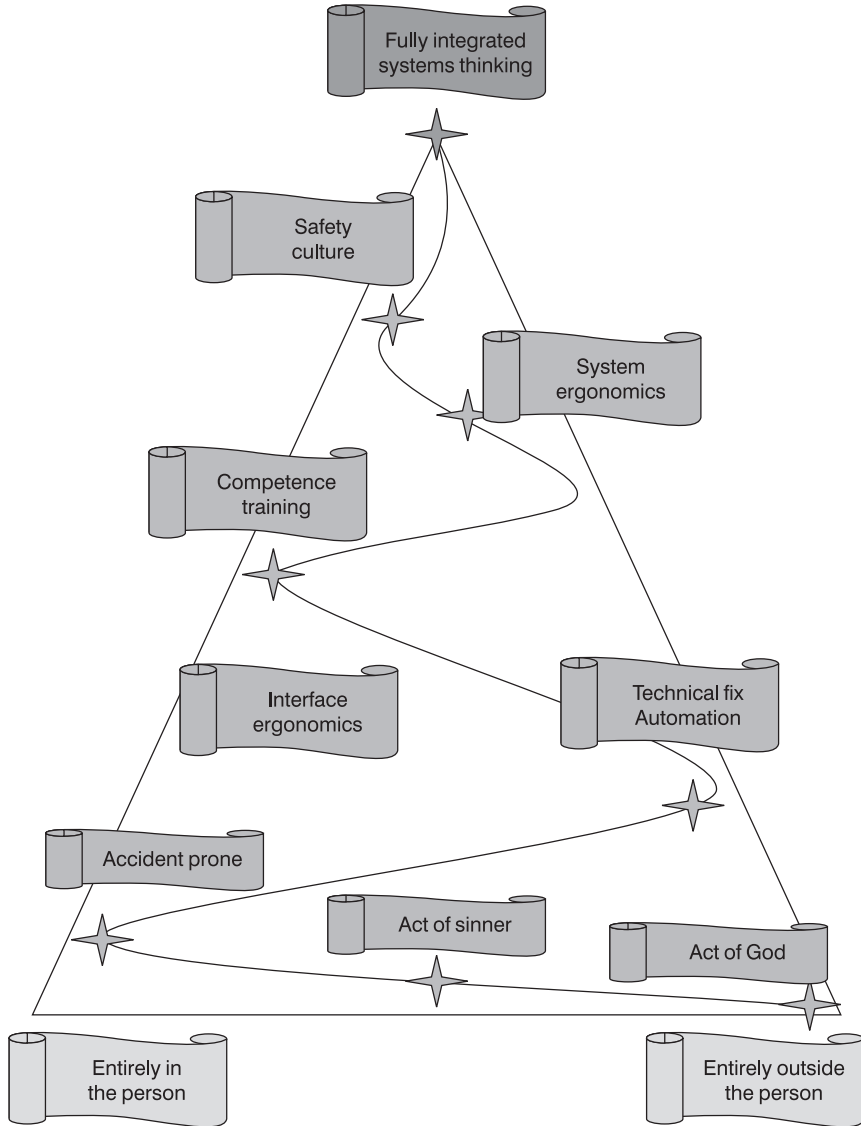 Fully integrated
systems thinking
Safety
culture
System
ergonomics
Competence
training
Interface
ergonomics
Technical fix
Automation
Accident prone
Act of sinner
Act of God
Entirely in
the person
Entirely outside
the person